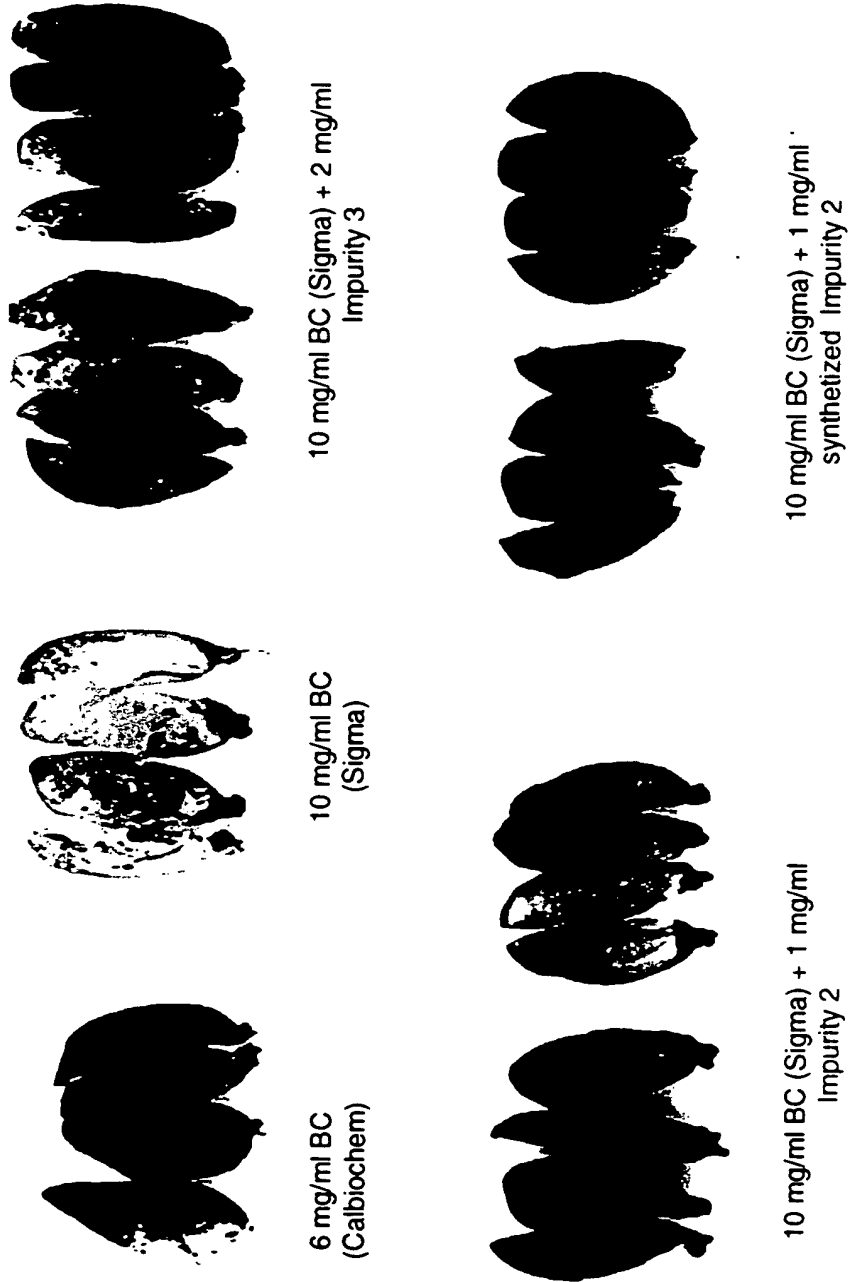 6 mg/ml BC
(Calbiochem)
10 mg/ml BC
(Sigma)
10 mg/ml BC (Sigma) + 2 mg/ml
Impurity 3
10 mg/ml BC (Sigma) + 1 mg/ml
Impurity 2
10 mg/ml BC (Sigma) + 1 mg/ml
synthetized Impurity 2